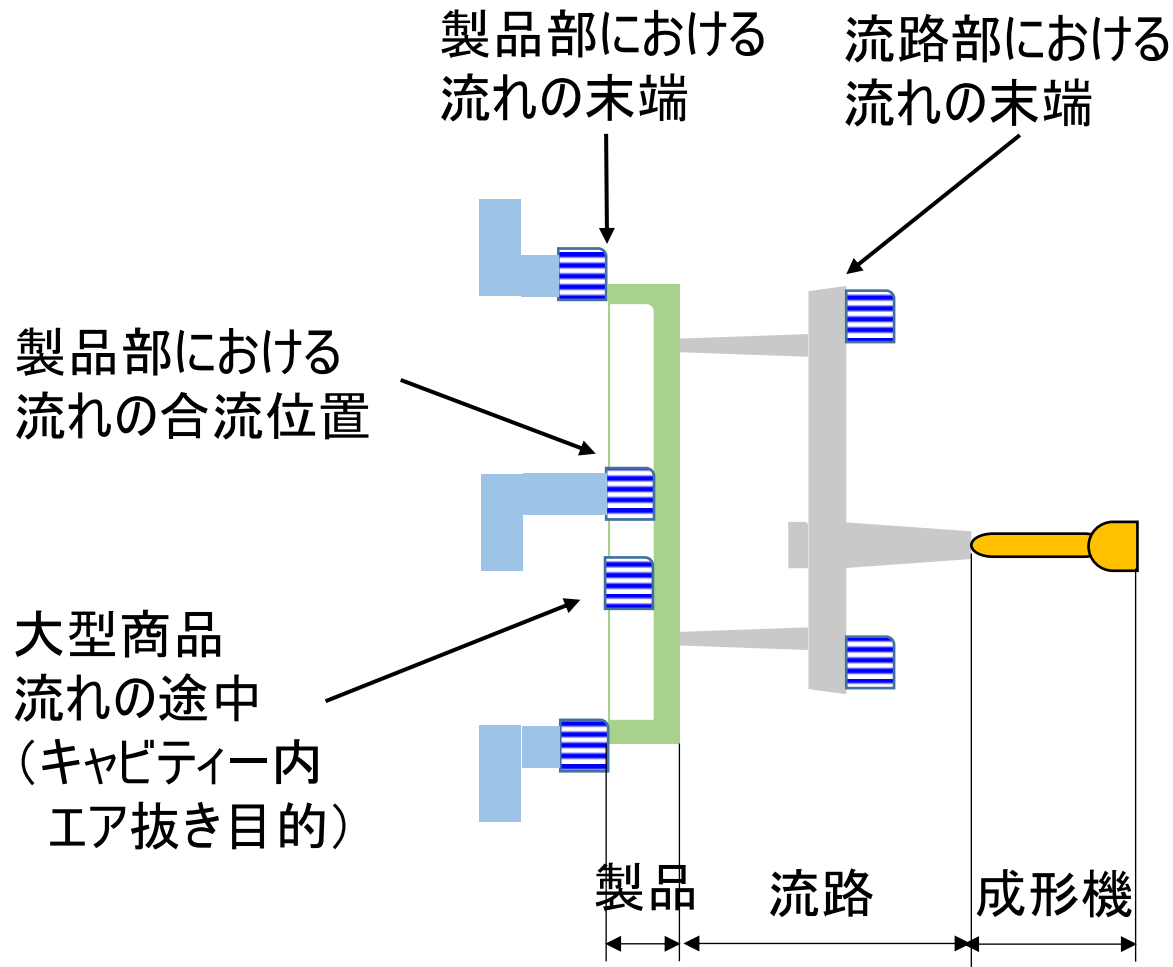 製品部における
流れの末端
流路部における
流れの末端
製品部における
流れの合流位置
大型商品
流れの途中
（キャビティー内
エア抜き目的）
製品
流路
成形機